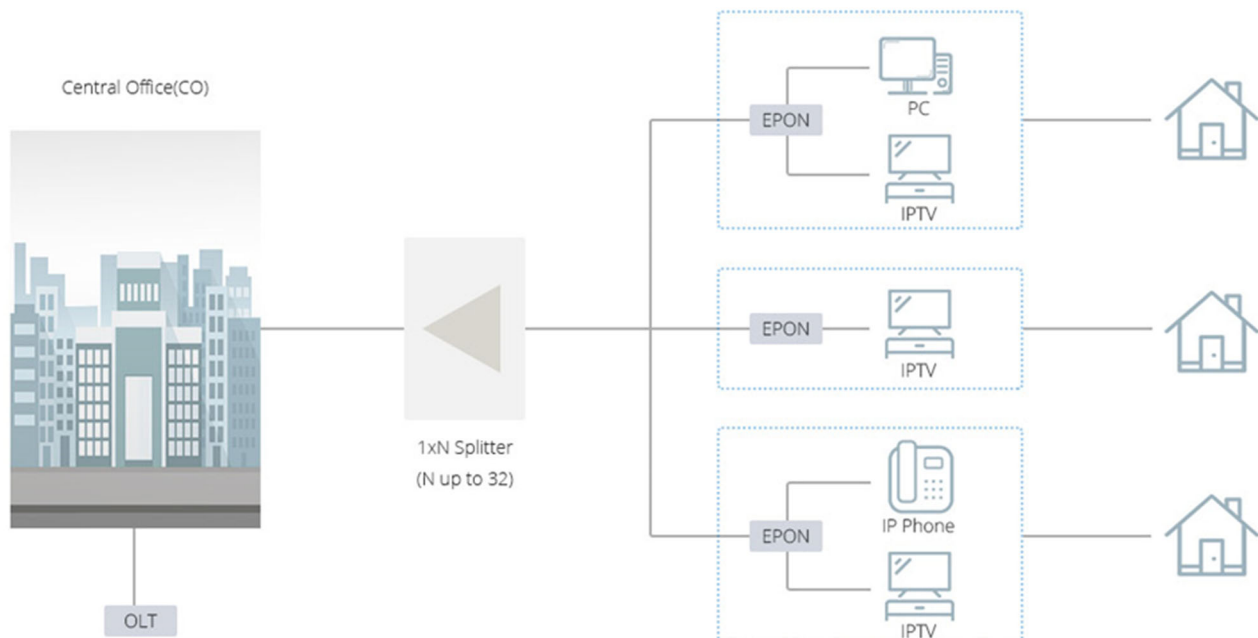 Central Office(CO)
OLT
1xN Splitter
(N up to 32)
EPON
PC
IPTV
EPON
IPTV
EPON
IP Phone
IPTV